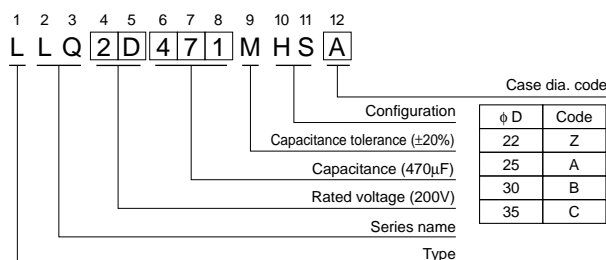 1 2 3 4 5 6 7 8 9 10 11 12
L L Q 2 D 4 7 1 M H S A
Case dia. code
Configuration
Capacitance tolerance (±20%)
Capacitance (470μF)
Rated voltage (200V)
Series name
Type
ϕ D Code
22 Z
25 A
30 B
35 C